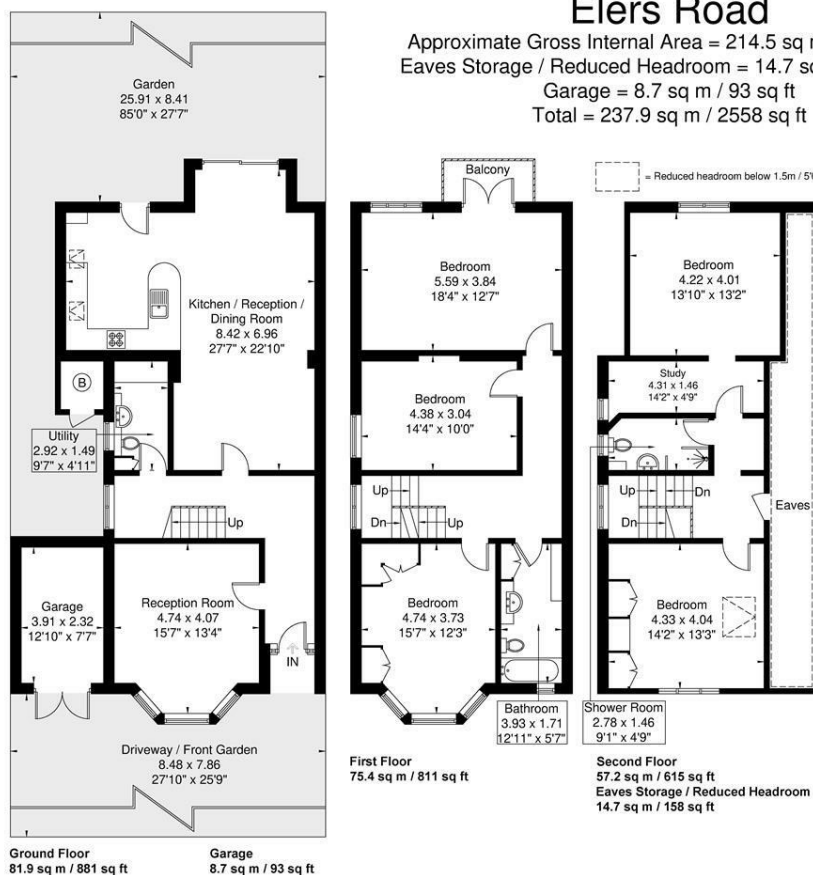 Elers Road
Approximate Gross Internal Area = 214.5 sq
Eaves Storage / Reduced Headroom = 14.7
Garage = 8.7 sq m / 93 sq ft
Total = 237.9 sq m / 2558 sq ft
= Reduced headroom below 1.5m /
Garden
25.91 x 8.41
85'0" x 27'7"
Kitchen / Reception /
Dining Room
8.42 x 6.96
27'7" x 22'10"
B
Utility
2.92 x 1.49
9'7" x 4'11"
Up
Garage
3.91 x 2.32
12'10" x 7'7"
Reception Room
4.74 x 4.07
15'7" x 13'4"
IN
Driveway / Front Garden
8.48 x 7.86
27'10" x 25'9"
Ground Floor
81.9 sq m / 881 sq ft
Garage
8.7 sq m / 93 sq ft
Balcony
Bedroom
5.59 x 3.84
18'4" x 12'7"
Bedroom
4.38 x 3.04
14'4" x 10'0"
Up
Dn
Up
Bedroom
4.74 x 3.73
15'7" x 12'3"
Bathroom
3.93 x 1.71
12'11" x 5'7"
First Floor
75.4 sq m / 811 sq ft
Bedroom
4.22 x 4.01
13'10" x 13'2"
Study
4.31 x 1.46
14'2" x 4'9"
Up
Dn
Dn
Eaves
Bedroom
4.33 x 4.04
14'2" x 13'3"
Shower Room
2.78 x 1.46
9'1" x 4'9"
Second Floor
57.2 sq m / 615 sq ft
Eaves Storage / Reduced Headroom
14.7 sq m / 158 sq ft